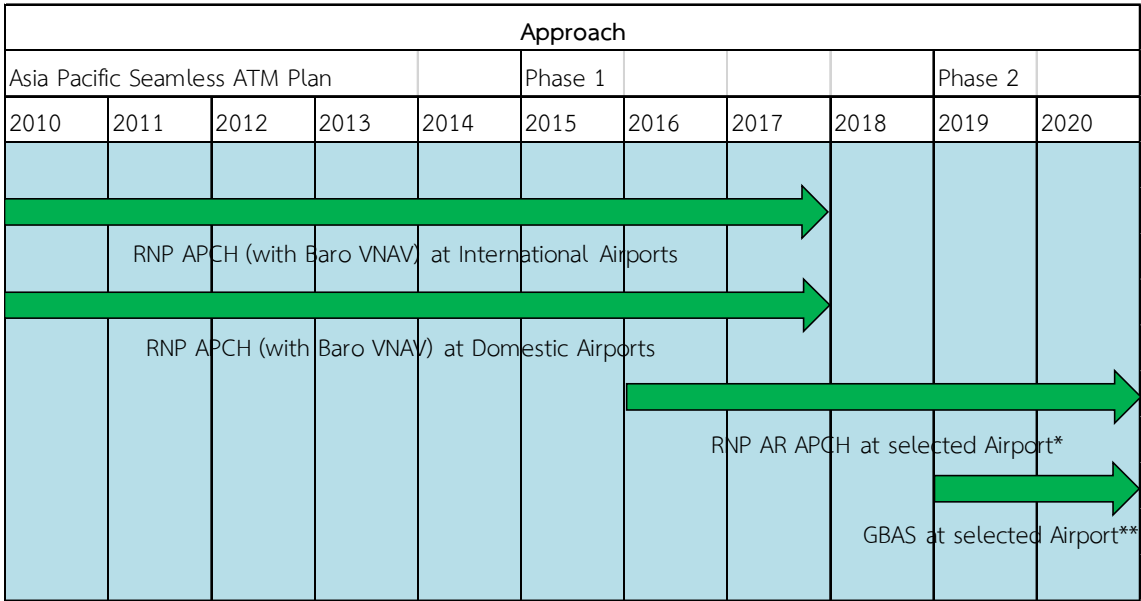 Approach
Asia Pacific Seamless ATM Plan Phase 1 Phase 2
2010 2011 2012 2013 2014 2015 2016 2017 2018 2019 2020
RNP APCH (with Baro VNAV) at International Airports
RNP APCH (with Baro VNAV) at Domestic Airports
RNP AR APCH at selected Airport*
GBAS at selected Airport**